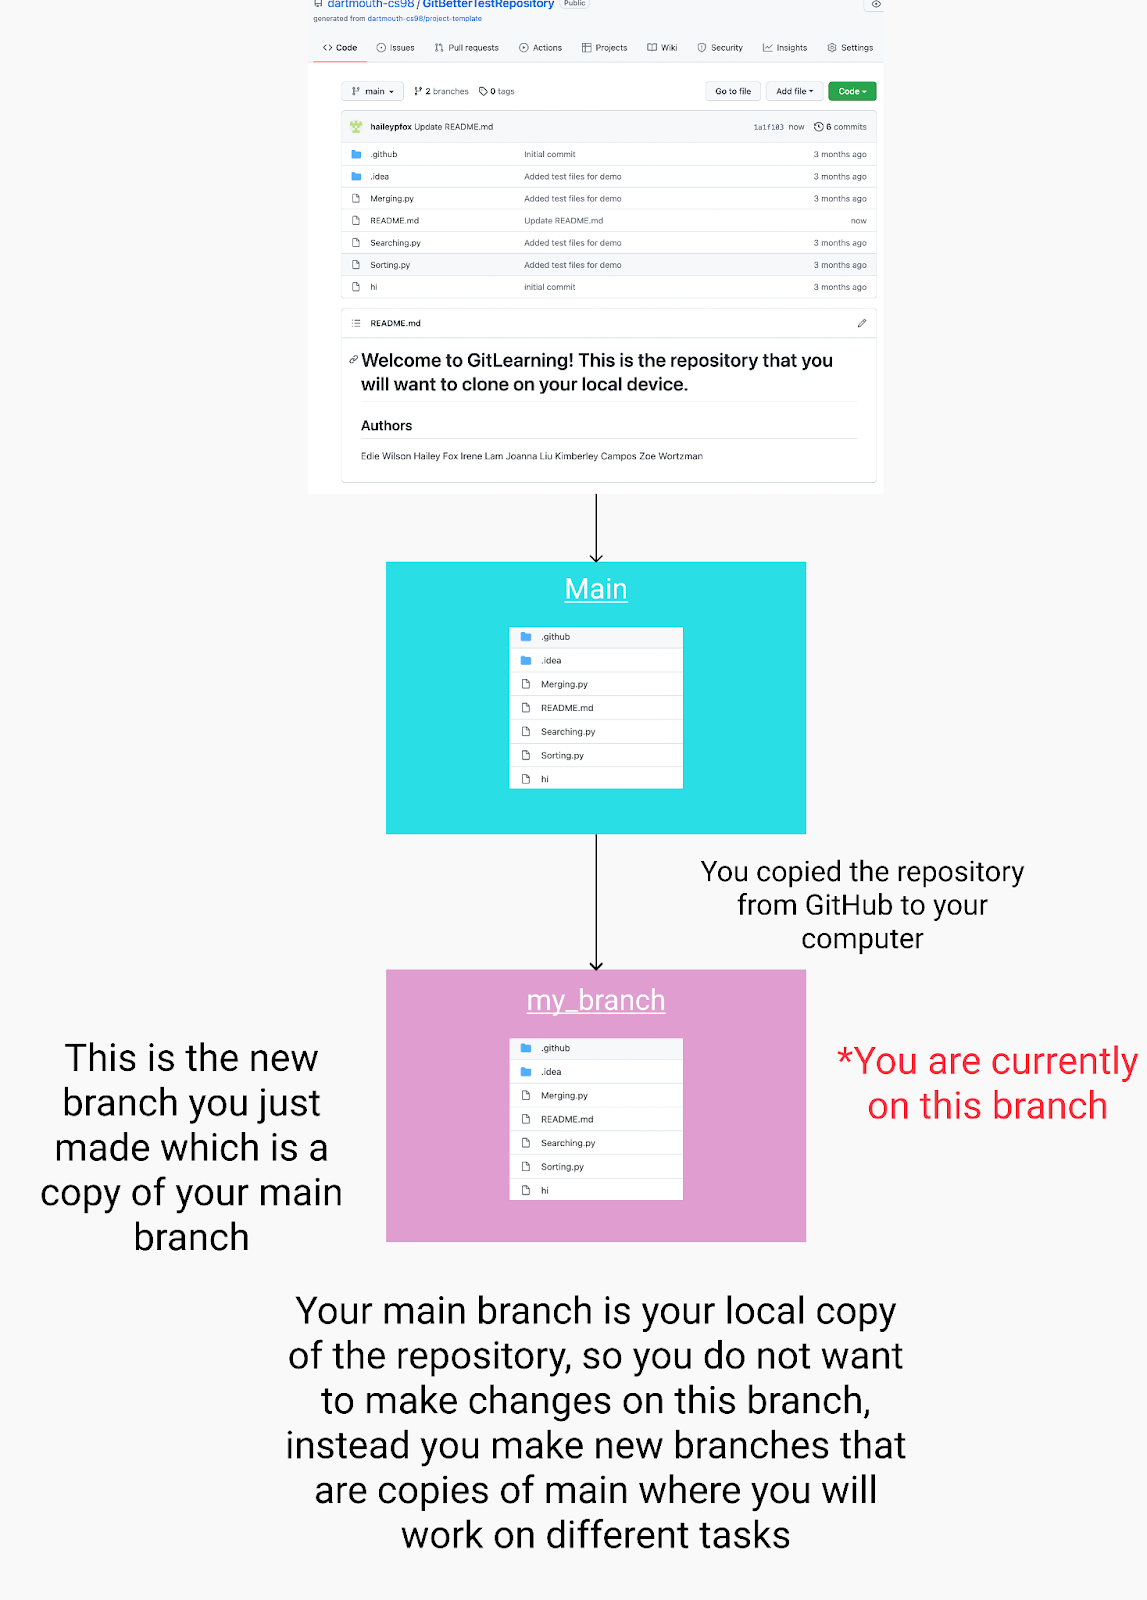 dartmouth-cs98 / GitBetterTestRepository Public
generated from dartmouth-cs98/project-template
Code Issues Pull requests Actions Projects Wiki Security Insights Settings
main 2 branches 0 tags Go to file Add file Code
haileypfox Update README.md 1a1f103 now 6 commits
.github Initial commit 3 months ago
.idea Added test files for demo 3 months ago
Merging.py Added test files for demo 3 months ago
README.md Update README.md now
Searching.py Added test files for demo 3 months ago
Sorting.py Added test files for demo 3 months ago
hi initial commit 3 months ago
README.md
Welcome to GitLearning! This is the repository that you
will want to clone on your local device.
Authors
Edie Wilson Hailey Fox Irene Lam Joanna Liu Kimberley Campos Zoe Wortzman
Main
.github
.idea
Merging.py
README.md
Searching.py
Sorting.py
hi
You copied the repository
from GitHub to your
computer
my_branch
.github
.idea
Merging.py
README.md
Searching.py
Sorting.py
hi
This is the new
branch you just
made which is a
copy of your main
branch
*You are currently
on this branch
Your main branch is your local copy
of the repository, so you do not want
to make changes on this branch,
instead you make new branches that
are copies of main where you will
work on different tasks